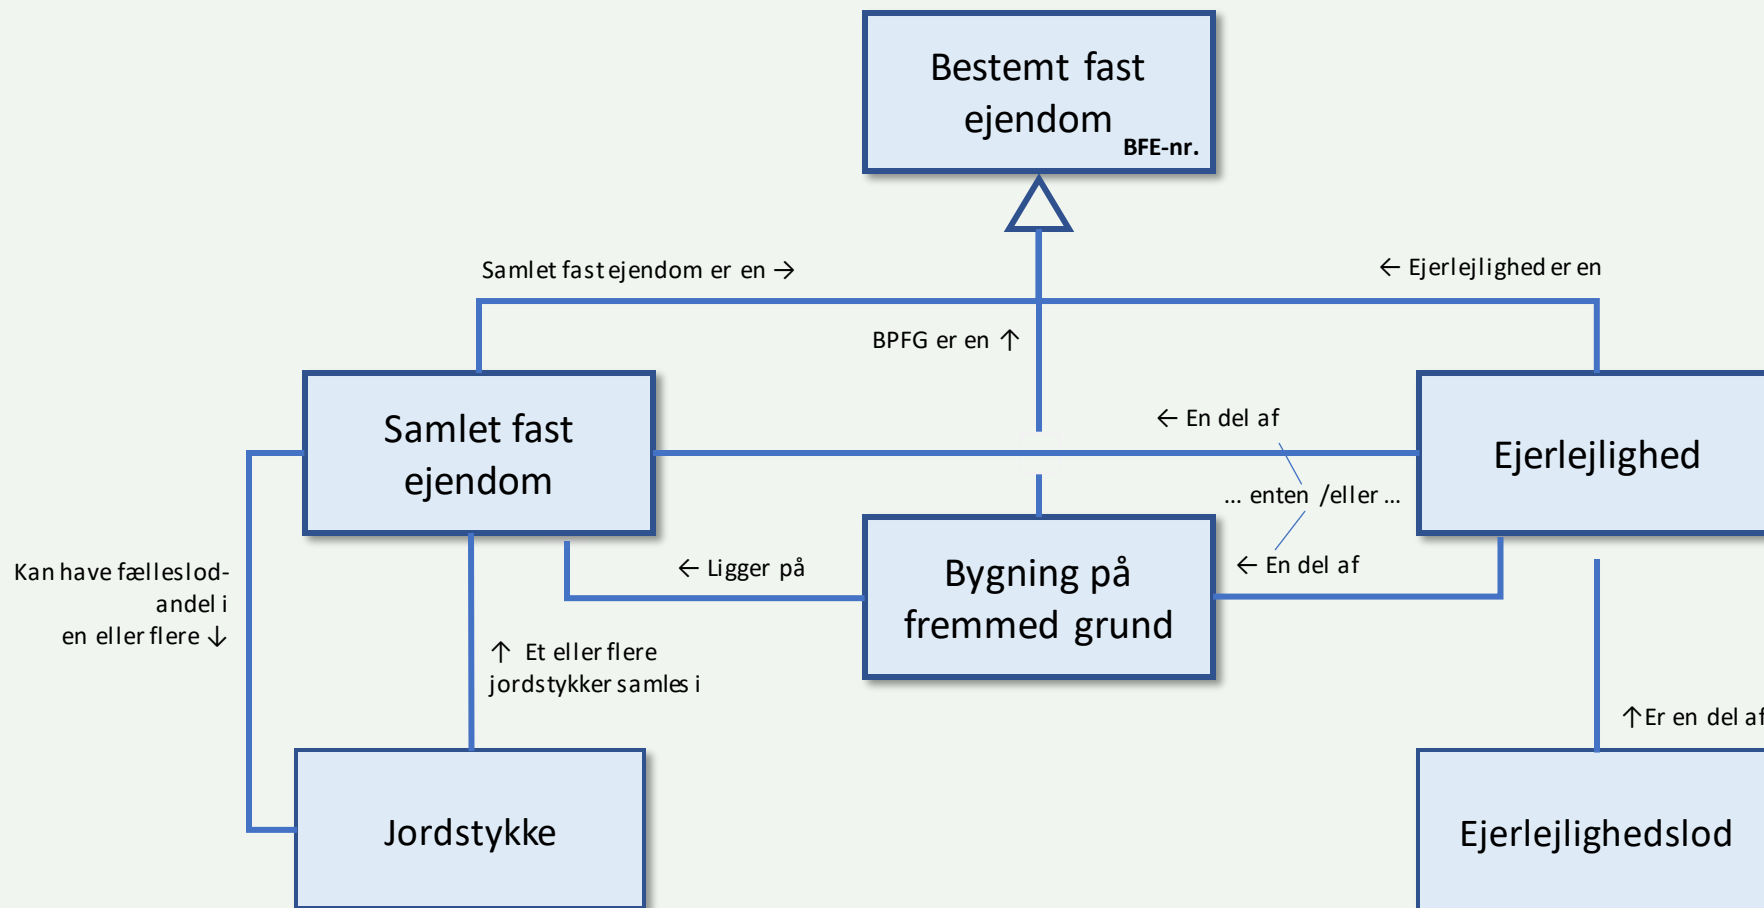 Bestemt fast
ejendom
BFE-nr.
Samlet fast ejendom er en →
← Ejerlejlighed er en
BPFG er en ↑
Samlet fast
ejendom
← En del af
Ejerlejlighed
... enten /eller ...
Bygning på
fremmed grund
← Ligger på
← En del af
Kan have fælleslod-
andel i
en eller flere ↓
↑ Et eller flere
jordstykker samles i
↑Er en del af
Jordstykke
Ejerlejlighedslod